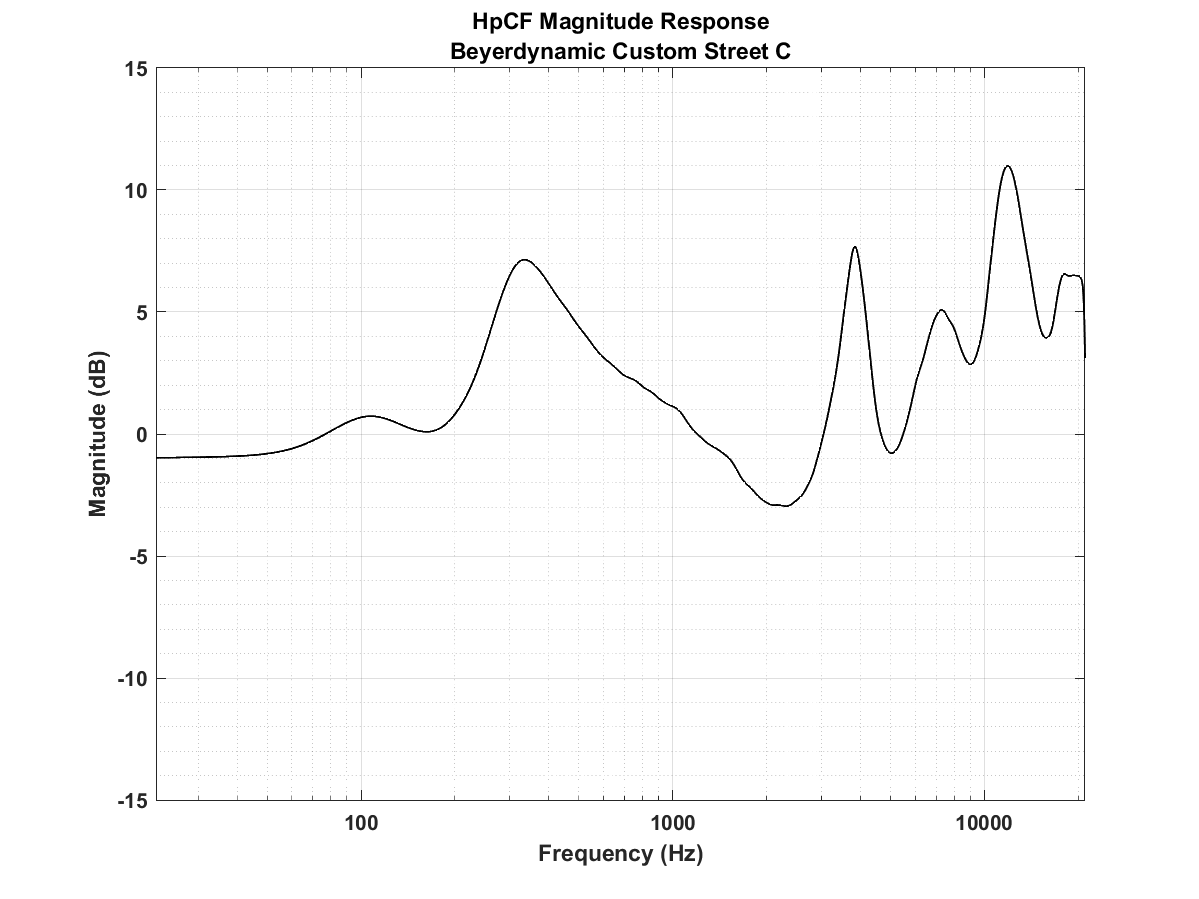 HpCF Magnitude Response
Beyerdynamic Custom Street C
15
10
5
0
-5
-10
-15
Magnitude (dB)
100
1000
10000
Frequency (Hz)